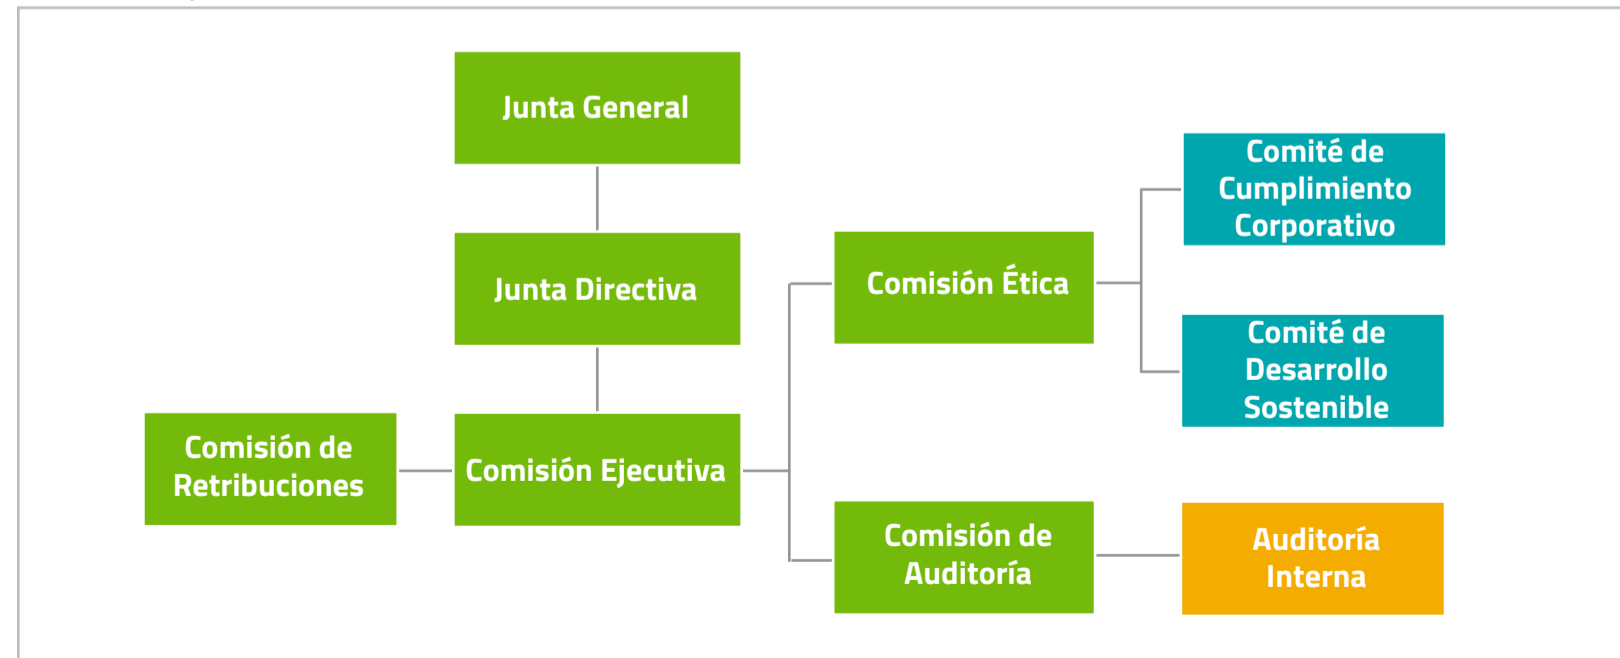 Junta General
Junta Directiva
Comisión de
Retribuciones
Comisión Ejecutiva
Comisión Ética
Comisión de
Auditoría
Comité de
Cumplimiento
Corporativo
Comité de
Desarrollo
Sostenible
Auditoría
Interna